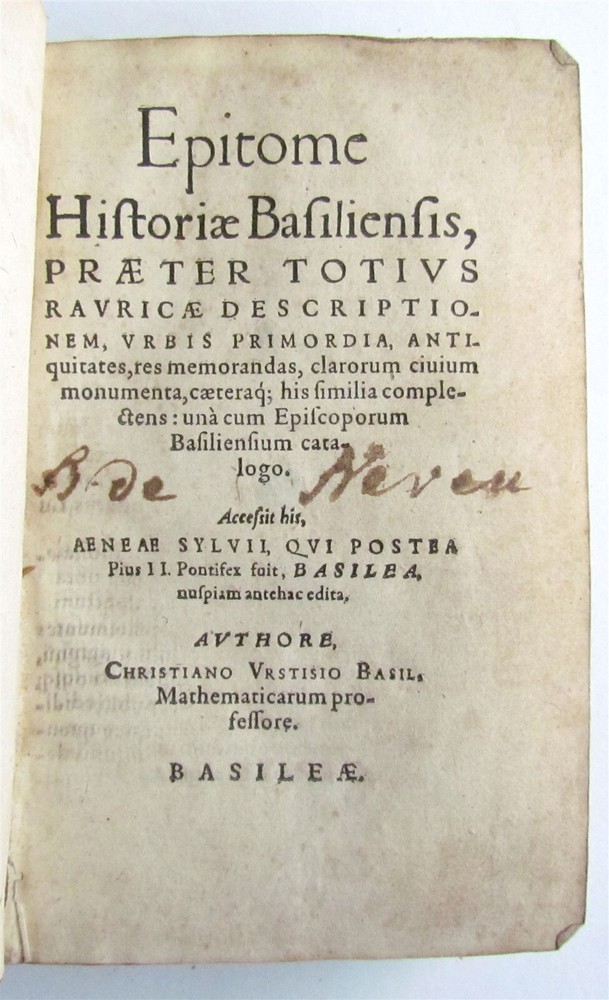 Epitome
Hiſtoriæ Baſilienſis,
PRÆTER TOTIVS
RAVRICÆ DESCRIPTIO-
NEM, VRBIS PRIMORDIA, ANTI-
quitates, res memorandas, clarorum ciuium
monumenta, cæteraq́; his ſimilia comple-
ctens: unà cum Epiſcoporum
Baſilienſium cata-
logo.
B. de Neveu
Acceſsit his,
AENEAE SYLVII, QVI POSTEA
Pius II. Pontifex fuit, BASILEA,
nuſpiam antehac edita,
AVTHORE,
CHRISTIANO VRSTISIO BASIL.
Mathematicarum pro-
feſſore.
BASILEÆ.